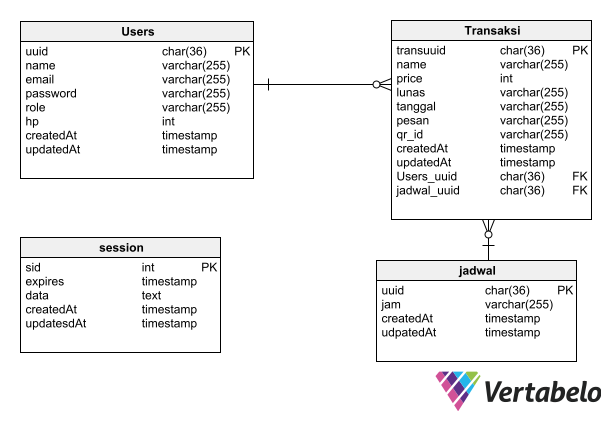 Users
uuid char(36) PK
name varchar(255)
email varchar(255)
password varchar(255)
role varchar(255)
hp int
createdAt timestamp
updatedAt timestamp
Transaksi
transuuid char(36) PK
name varchar(255)
price int
lunas varchar(255)
tanggal varchar(255)
pesan varchar(255)
qr_id varchar(255)
createdAt timestamp
updatedAt timestamp
Users_uuid char(36) FK
jadwal_uuid char(36) FK
session
sid int PK
expires timestamp
data text
createdAt timestamp
updatesdAt timestamp
jadwal
uuid char(36) PK
jam varchar(255)
createdAt timestamp
udpatedAt timestamp
Vertabelo